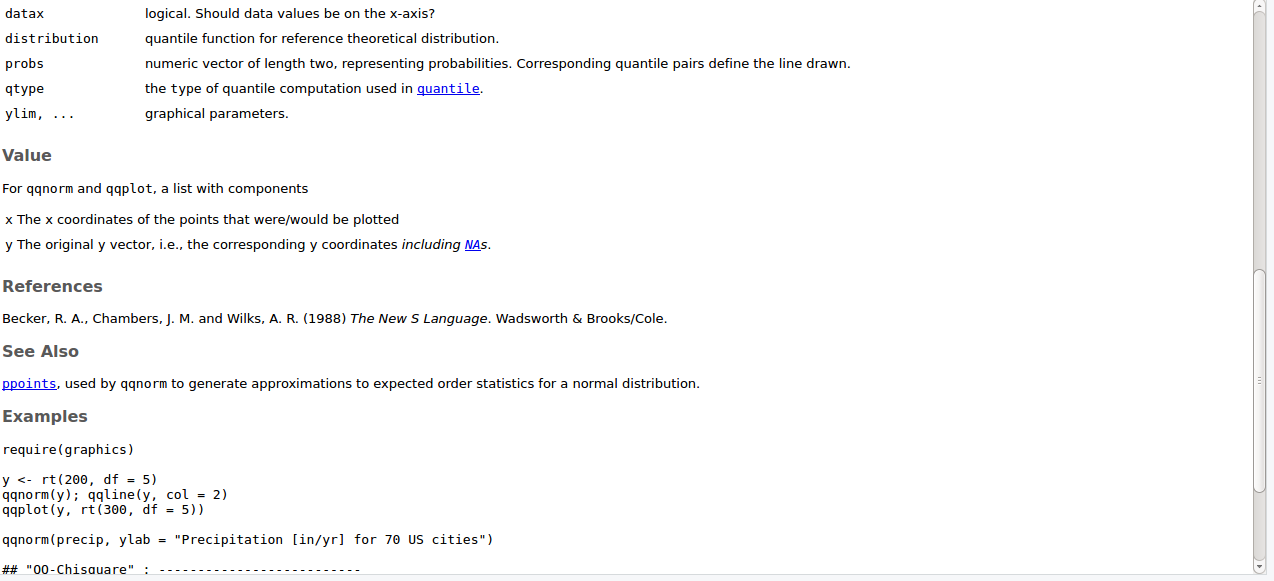 datax logical. Should data values be on the x-axis?
distribution quantile function for reference theoretical distribution.
probs numeric vector of length two, representing probabilities. Corresponding quantile pairs define the line drawn.
qtype the type of quantile computation used in quantile.
ylim, ... graphical parameters.
Value
For qqnorm and qqplot, a list with components
x The x coordinates of the points that were/would be plotted
y The original y vector, i.e., the corresponding y coordinates including NAs.
References
Becker, R. A., Chambers, J. M. and Wilks, A. R. (1988) The New S Language. Wadsworth & Brooks/Cole.
See Also
ppoints, used by qqnorm to generate approximations to expected order statistics for a normal distribution.
Examples
require(graphics)
y <- rt(200, df = 5)
qqnorm(y); qqline(y, col = 2)
qqplot(y, rt(300, df = 5))
qqnorm(precip, ylab = "Precipitation [in/yr] for 70 US cities")
## "QQ-Chisquare" : --------------------------